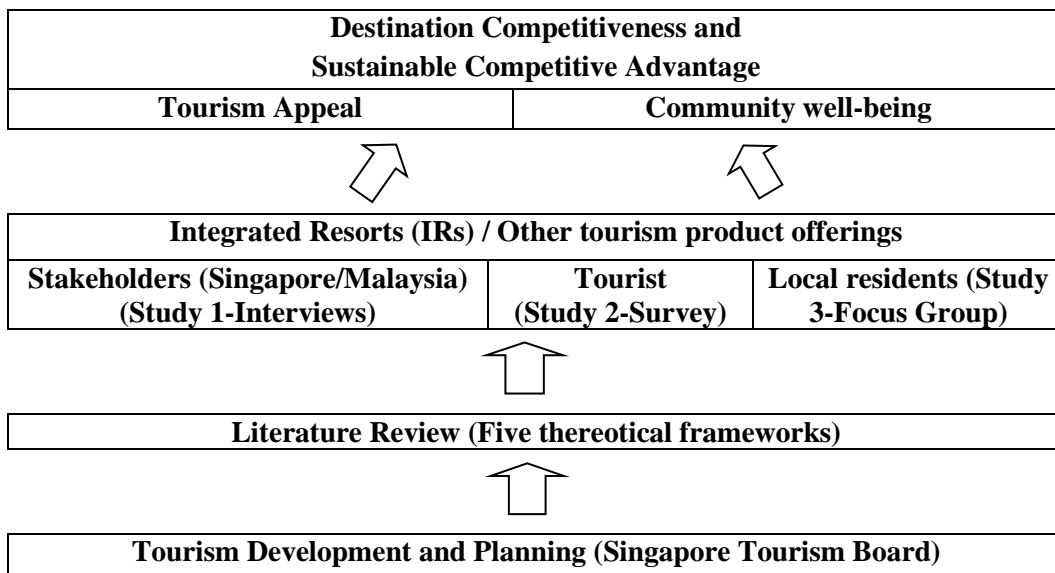 Destination Competitiveness and
Sustainable Competitive Advantage
Tourism Appeal
Community well-being
Integrated Resorts (IRs) / Other tourism product offerings
Stakeholders (Singapore/Malaysia)
(Study 1-Interviews)
Tourist
(Study 2-Survey)
Local residents (Study
3-Focus Group)
Literature Review (Five thereotical frameworks)
Tourism Development and Planning (Singapore Tourism Board)